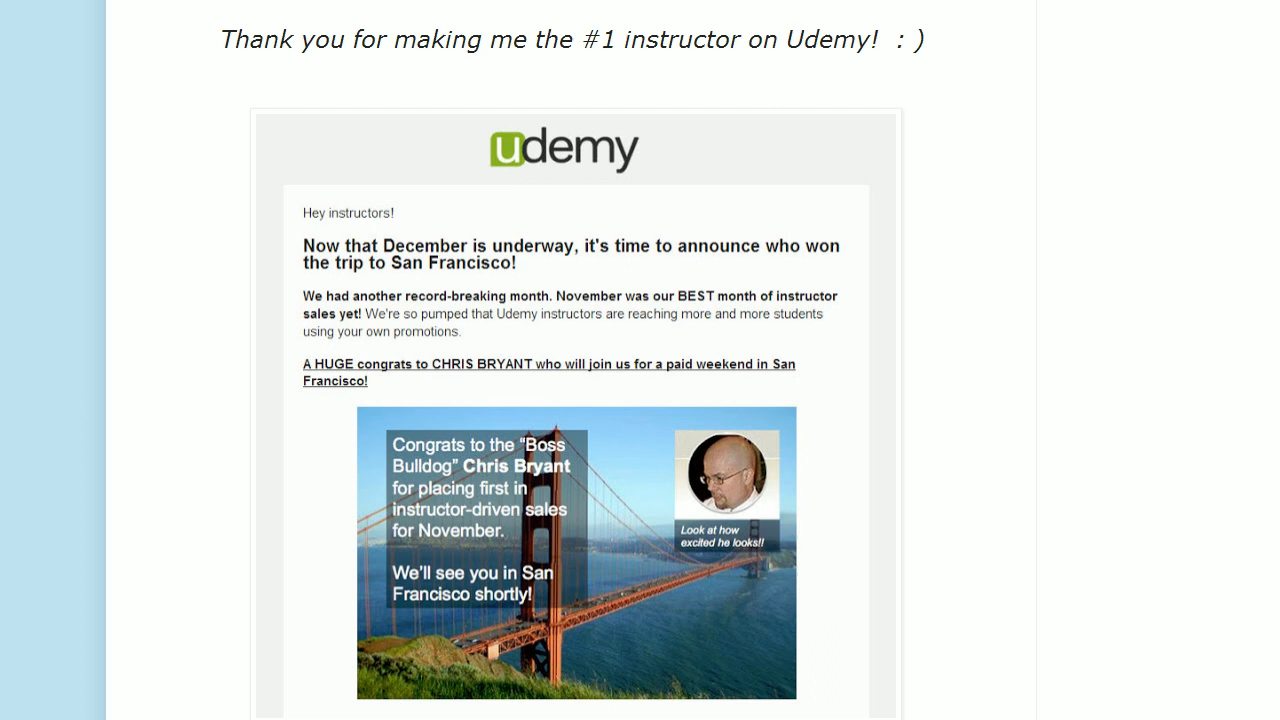 Thank you for making me the #1 instructor on Udemy!  : )
udemy
Hey instructors!
Now that December is underway, it's time to announce who won
the trip to San Francisco!
We had another record-breaking month. November was our BEST month of instructor
sales yet! We're so pumped that Udemy instructors are reaching more and more students
using your own promotions.
A HUGE congrats to CHRIS BRYANT who will join us for a paid weekend in San
Francisco!
Congrats to the “Boss
Bulldog” Chris Bryant
for placing first in
instructor-driven sales
for November.
We’ll see you in San
Francisco shortly!
Look at how
excited he looks!!